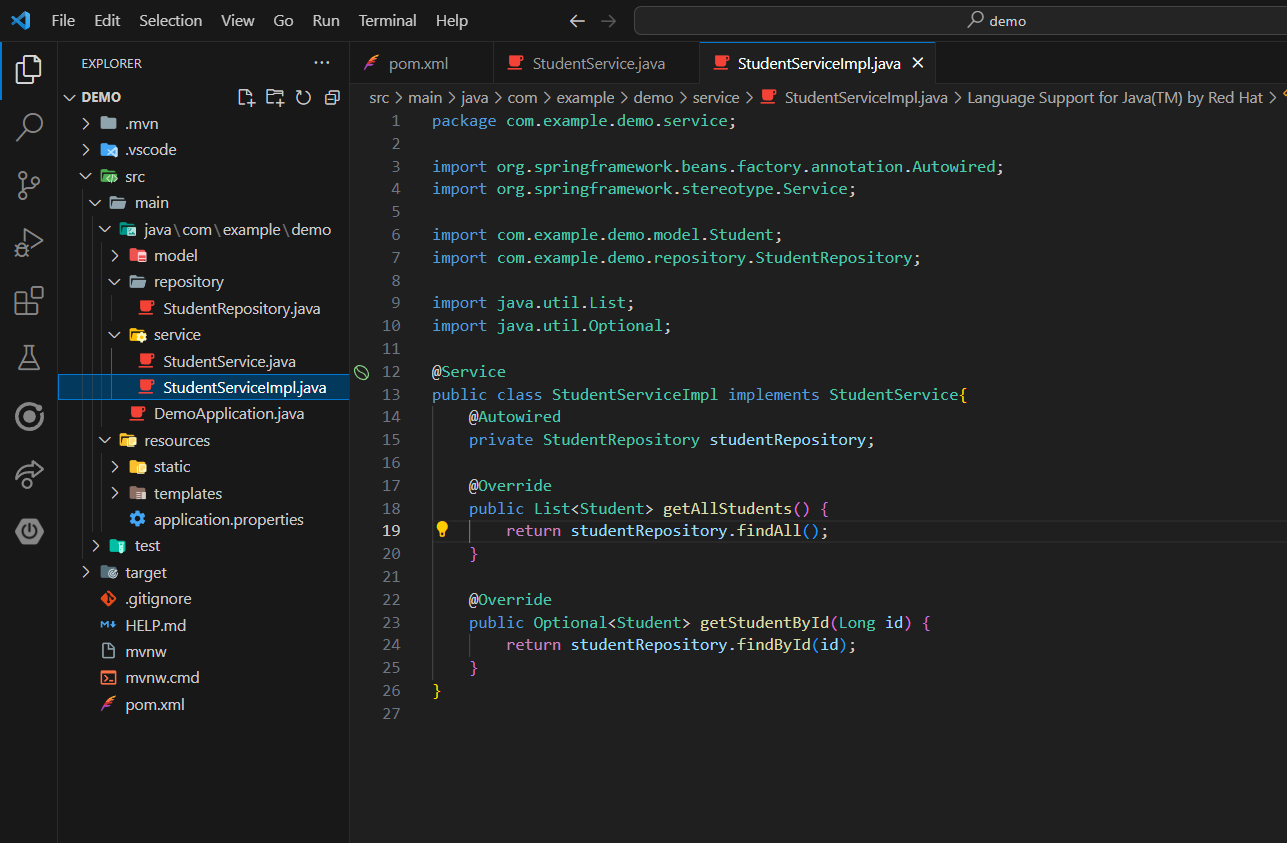 File Edit Selection View Go Run Terminal Help
demo
EXPLORER
DEMO
.mvn
.vscode
src
main
java\com\example\demo
model
repository
StudentRepository.java
service
StudentService.java
StudentServiceImpl.java
DemoApplication.java
resources
static
templates
application.properties
test
target
.gitignore
HELP.md
mvnw
mvnw.cmd
pom.xml
pom.xml StudentService.java StudentServiceImpl.java
src > main > java > com > example > demo > service > StudentServiceImpl.java > Language Support for Java(TM) by Red Hat >
1 package com.example.demo.service;
2
3 import org.springframework.beans.factory.annotation.Autowired;
4 import org.springframework.stereotype.Service;
5
6 import com.example.demo.model.Student;
7 import com.example.demo.repository.StudentRepository;
8
9 import java.util.List;
10 import java.util.Optional;
11
12 @Service
13 public class StudentServiceImpl implements StudentService{
14 @Autowired
15 private StudentRepository studentRepository;
16
17 @Override
18 public List<Student> getAllStudents() {
19 return studentRepository.findAll();
20 }
21
22 @Override
23 public Optional<Student> getStudentById(Long id) {
24 return studentRepository.findById(id);
25 }
26 }
27